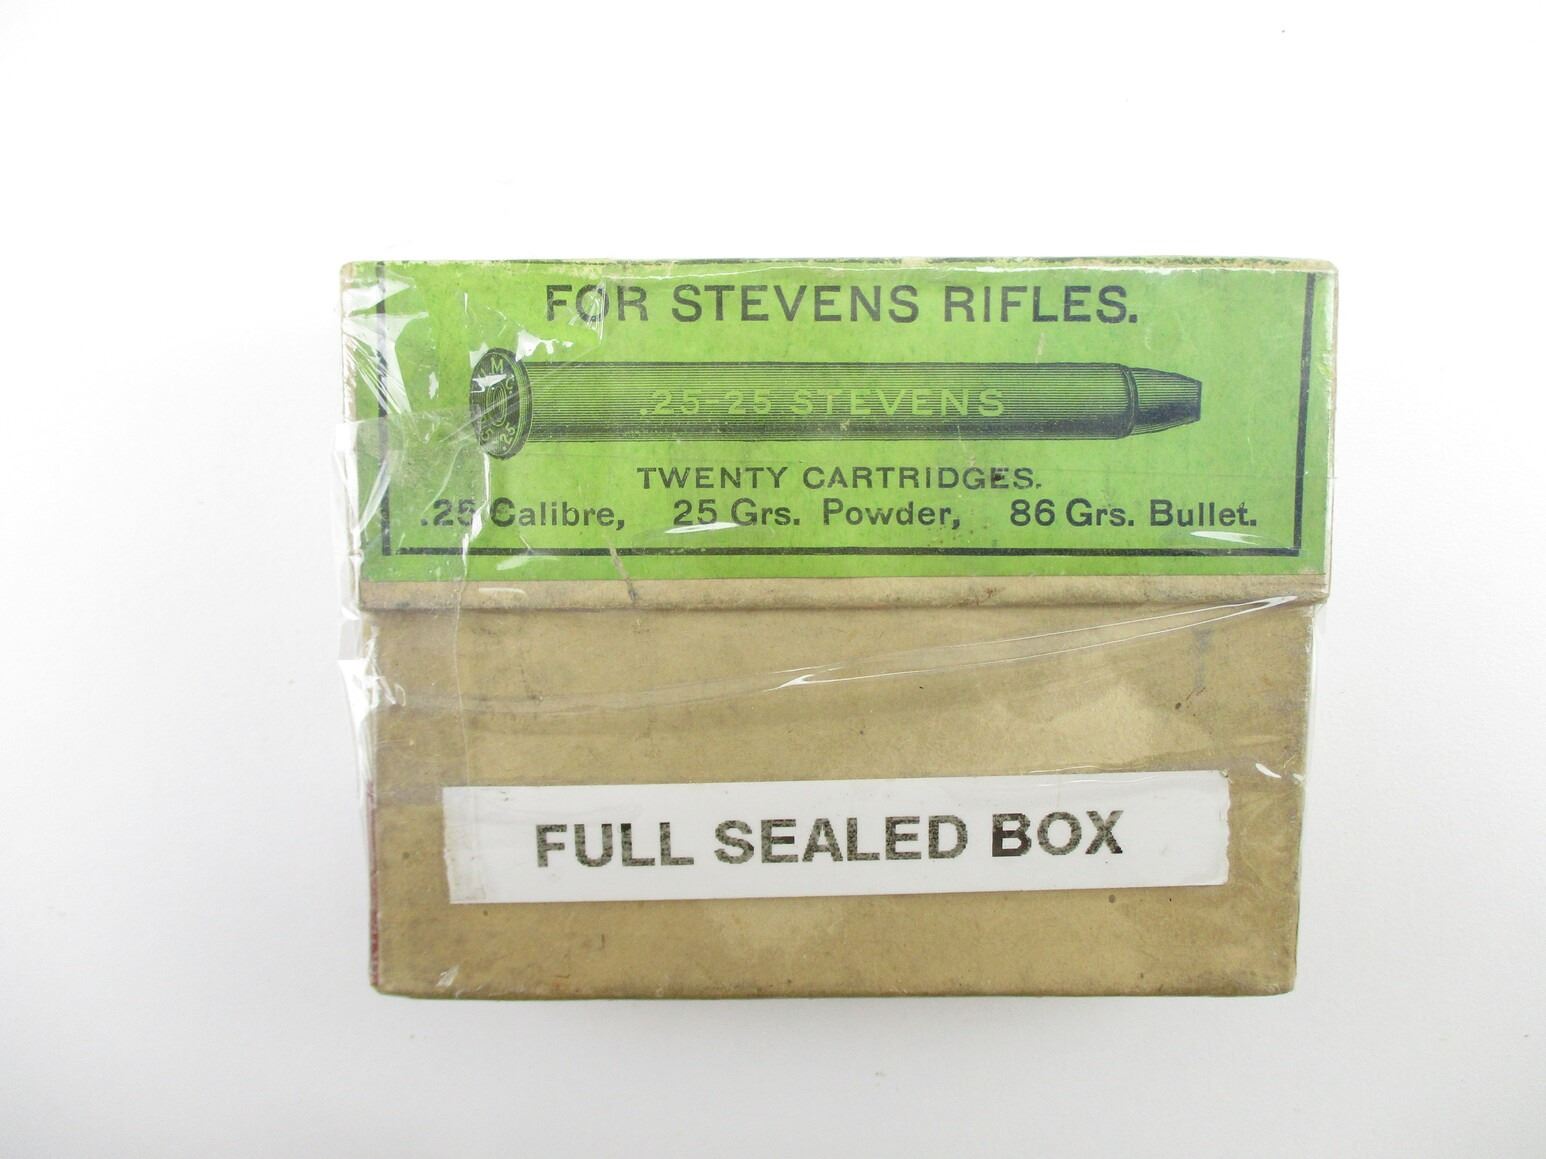 FOR STEVENS RIFLES.
U.M.C.
.25-25 STEVENS
.25
TWENTY CARTRIDGES.
.25 Calibre, 25 Grs. Powder, 86 Grs. Bullet.
FULL SEALED BOX